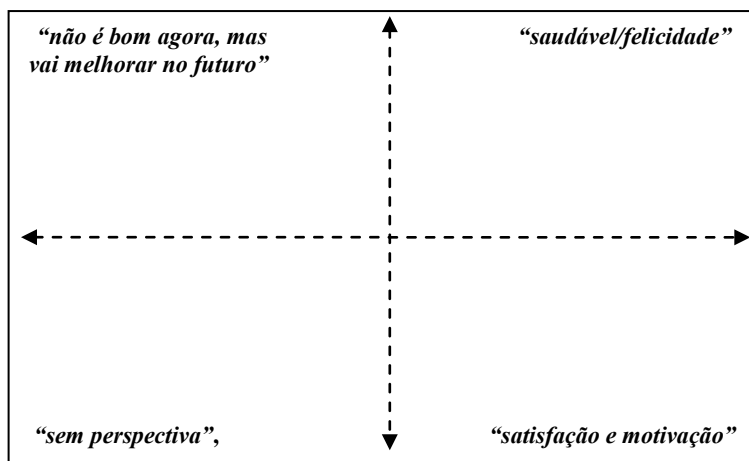 “não é bom agora, mas
vai melhorar no futuro”
“saudável/felicidade”
“sem perspectiva”,
“satisfação e motivação”